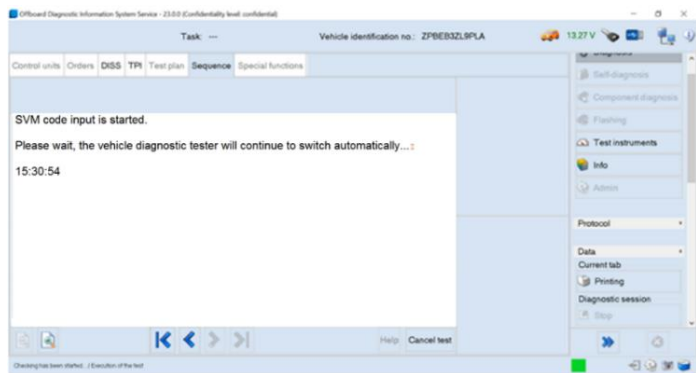 Offboard Diagnostic Information System Service - 23.0.0 (Confidentiality level: confidential)
Task: ---
Vehicle identification no.: ZPBEB3ZL9PLA
13.27 V
Control units Orders DISS TPI Test plan Sequence Special functions
Diagnosis
Self-diagnosis
Component diagnosis
Flashing
Test instruments
Info
Admin
SVM code input is started.
Please wait, the vehicle diagnostic tester will continue to switch automatically...:
15:30:54
Protocol
Data
Current tab
Printing
Diagnostic session
Stop
Help Cancel test
Checking has been started... / Execution of the test